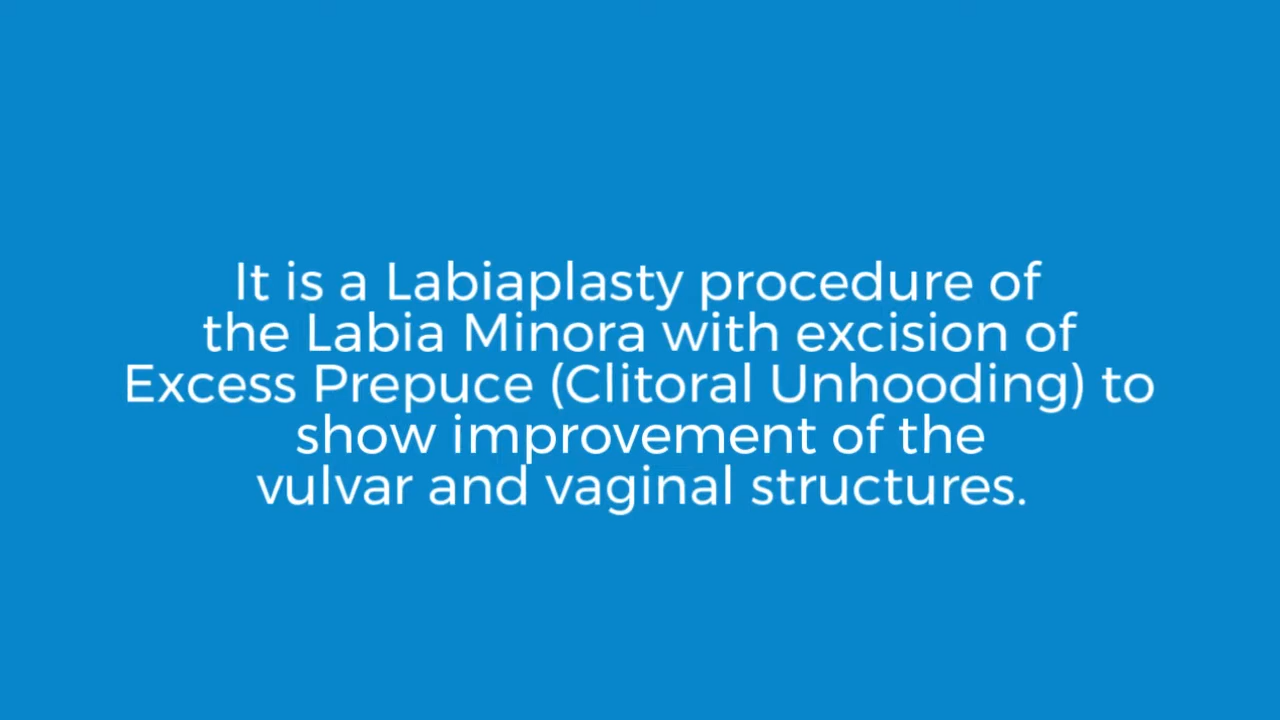 It is a Labiaplasty procedure of
the Labia Minora with excision of
Excess Prepuce (Clitoral Unhooding) to
show improvement of the
vulvar and vaginal structures.